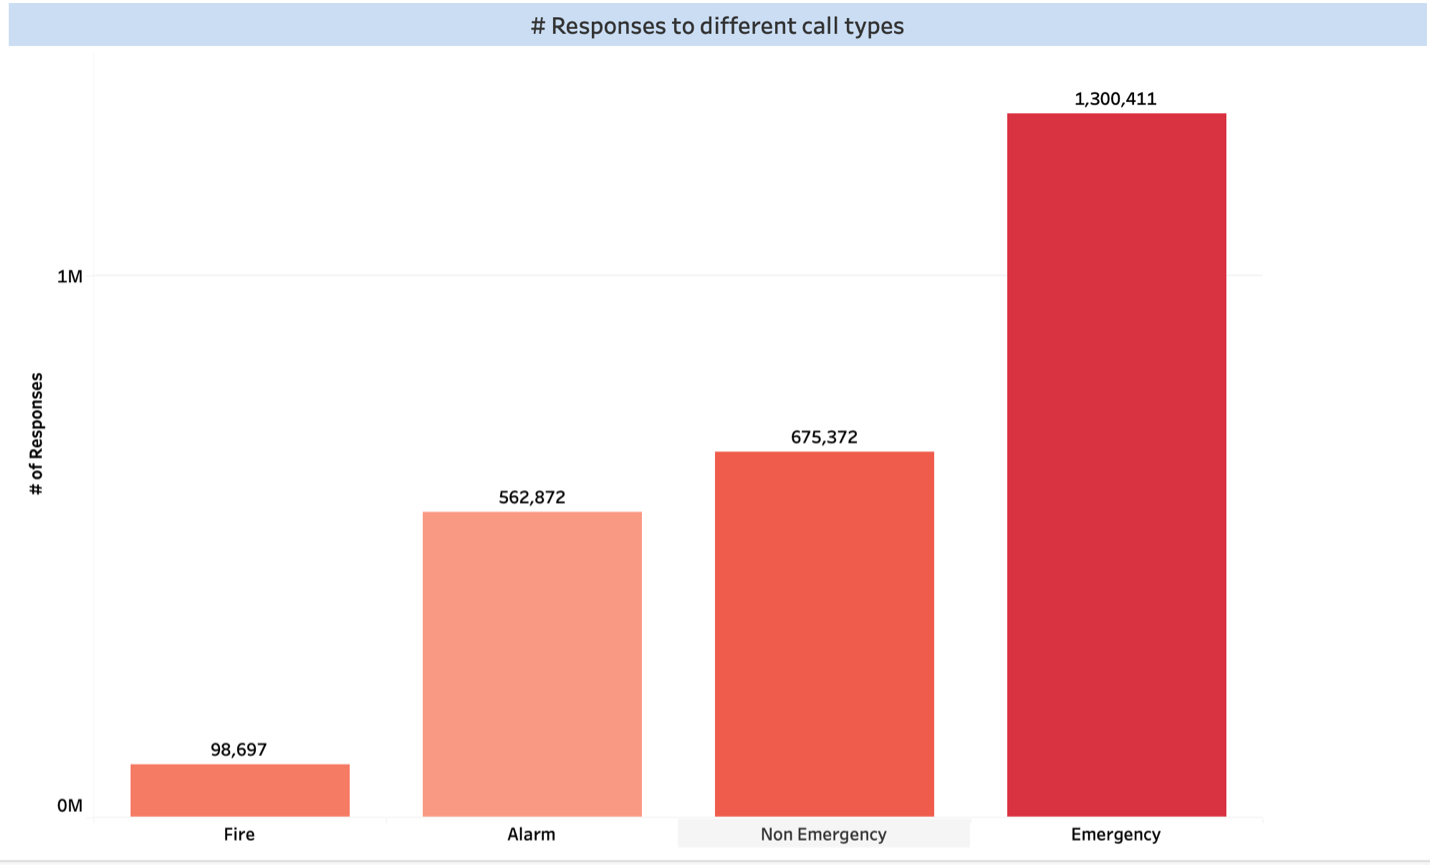 # Responses to different call types
1,300,411
1M
675,372
562,872
98,697
0M
# of Responses
Fire
Alarm
Non Emergency
Emergency